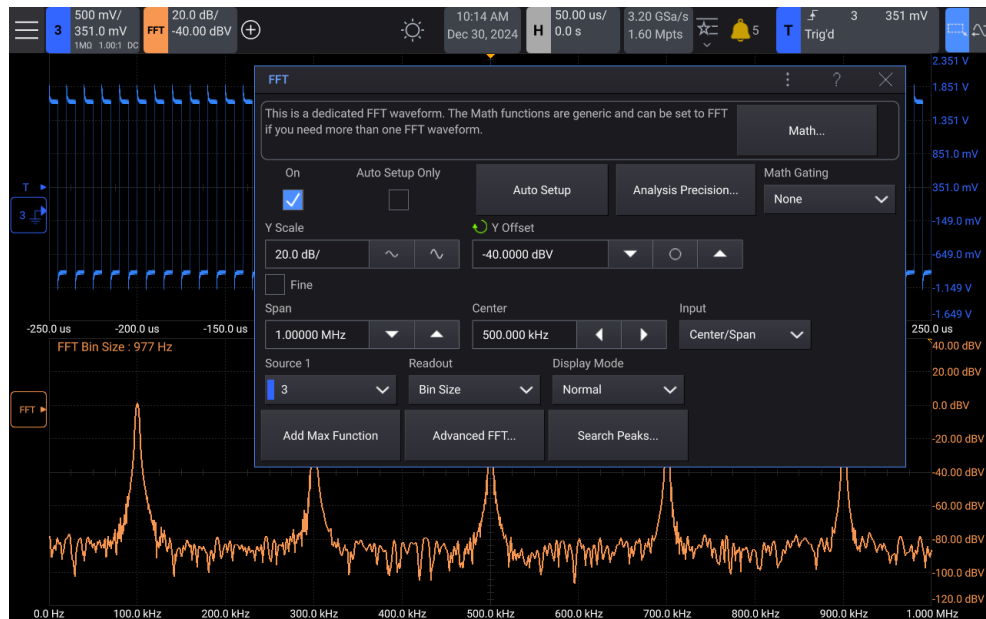 3 500 mV/ 351.0 mV 1MΩ 1.00:1 DC
FFT 20.0 dB/ -40.00 dBV
10:14 AM
Dec 30, 2024
H 50.00 us/ 0.0 s
3.20 GSa/s
1.60 Mpts
5
T 3 351 mV
Trig'd
2.351 V
1.851 V
1.351 V
851.0 mV
351.0 mV
-149.0 mV
-649.0 mV
-1.149 V
-1.649 V
T
3
FFT
This is a dedicated FFT waveform. The Math functions are generic and can be set to FFT
if you need more than one FFT waveform.
Math...
On
Auto Setup Only
Auto Setup
Analysis Precision...
Math Gating
None
Y Scale
Y Offset
20.0 dB/
-40.0000 dBV
Fine
Span
Center
Input
1.00000 MHz
500.000 kHz
Center/Span
Source 1
Readout
Display Mode
3
Bin Size
Normal
Add Max Function
Advanced FFT...
Search Peaks...
-250.0 us -200.0 us -150.0 us 250.0 us
FFT Bin Size : 977 Hz
FFT
40.00 dBV
20.00 dBV
0.0 dBV
-20.00 dBV
-40.00 dBV
-60.00 dBV
-80.00 dBV
-100.0 dBV
-120.0 dBV
0.0 Hz 100.0 kHz 200.0 kHz 300.0 kHz 400.0 kHz 500.0 kHz 600.0 kHz 700.0 kHz 800.0 kHz 900.0 kHz 1.000 MHz